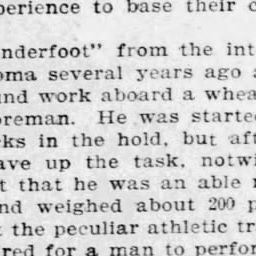 perience to base their c
nderfoot" from the int
oma several years ago a
und work aboard a whea
oreman. He was starte
ks in the hold, but aft
ave up the task, notwi
t that he was an able
nd weighed about 200 p
t the peculiar athletic tr
red for a man to perfor